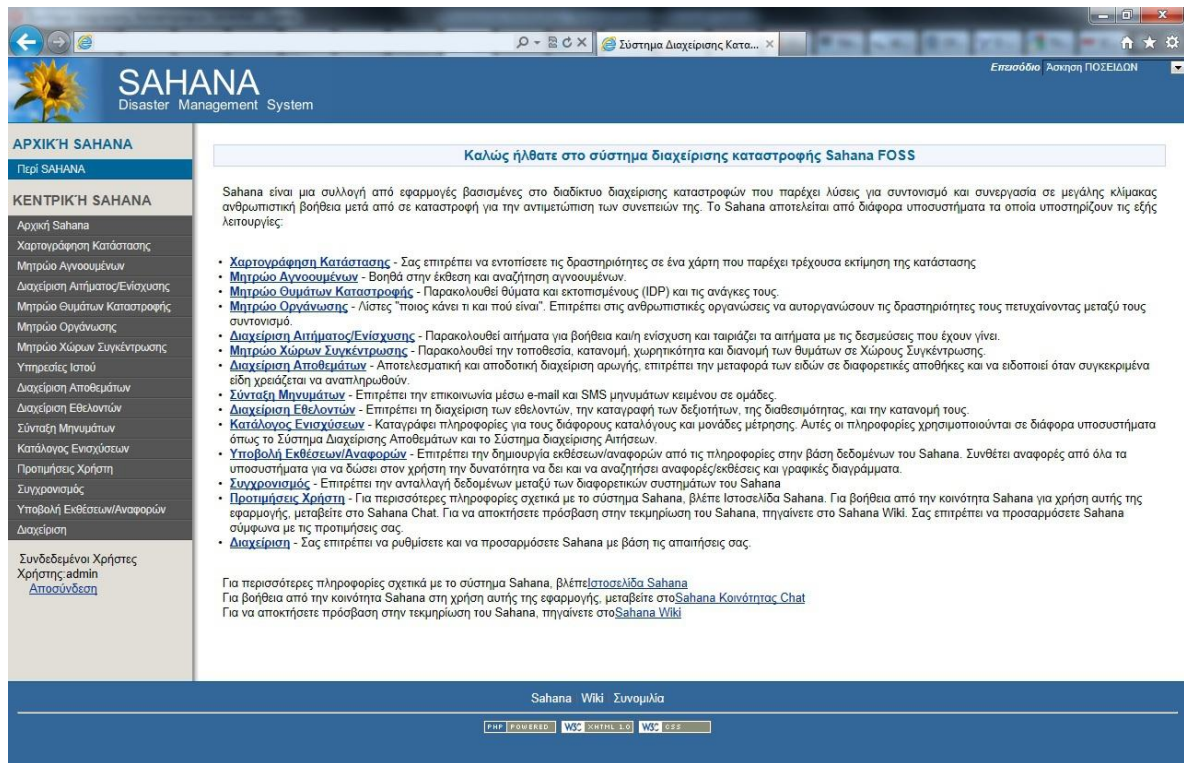 Σύστημα Διαχείρισης Κατα...
Επεισόδιο Άσκηση ΠΟΣΕΙΔΩΝ
SAHANA
Disaster Management System
ΑΡΧΙΚΉ SAHANA
Περί SAHANA
ΚΕΝΤΡΙΚΉ SAHANA
Αρχική Sahana
Χαρτογράφηση Κατάστασης
Μητρώο Αγνοουμένων
Διαχείριση Αιτήματος/Ενίσχυσης
Μητρώο Θυμάτων Καταστροφής
Μητρώο Οργάνωσης
Μητρώο Χώρων Συγκέντρωσης
Υπηρεσίες Ιστού
Διαχείριση Αποθεμάτων
Διαχείριση Εθελοντών
Σύνταξη Μηνυμάτων
Κατάλογος Ενισχύσεων
Προτιμήσεις Χρήστη
Συγχρονισμός
Υποβολή Εκθέσεων/Αναφορών
Διαχείριση
Συνδεδεμένοι Χρήστες
Χρήστης:admin
Αποσύνδεση
Καλώς ήλθατε στο σύστημα διαχείρισης καταστροφής Sahana FOSS
Sahana είναι μια συλλογή από εφαρμογές βασισμένες στο διαδίκτυο διαχείρισης καταστροφών που παρέχει λύσεις για συντονισμό και συνεργασία σε μεγάλης κλίμακας
ανθρωπιστική βοήθεια μετά από σε καταστροφή για την αντιμετώπιση των συνεπειών της. Το Sahana αποτελείται από διάφορα υποσυστήματα τα οποία υποστηρίζουν τις εξής
λειτουργίες:
• Χαρτογράφηση Κατάστασης - Σας επιτρέπει να εντοπίσετε τις δραστηριότητες σε ένα χάρτη που παρέχει τρέχουσα εκτίμηση της κατάστασης
• Μητρώο Αγνοουμένων - Βοηθά στην έκθεση και αναζήτηση αγνοουμένων.
• Μητρώο Θυμάτων Καταστροφής - Παρακολουθεί θύματα και εκτοπισμένους (IDP) και τις ανάγκες τους.
• Μητρώο Οργάνωσης - Λίστες "ποιος κάνει τι και πού είναι". Επιτρέπει στις ανθρωπιστικές οργανώσεις να αυτοργανώσουν τις δραστηριότητες τους πετυχαίνοντας μεταξύ τους
συντονισμό.
• Διαχείριση Αιτήματος/Ενίσχυσης - Παρακολουθεί αιτήματα για βοήθεια και/η ενίσχυση και ταιριάζει τα αιτήματα με τις δεσμεύσεις που έχουν γίνει.
• Μητρώο Χώρων Συγκέντρωσης - Παρακολουθεί την τοποθεσία, κατανομή, χωρητικότητα και διανομή των θυμάτων σε Χώρους Συγκέντρωσης.
• Διαχείριση Αποθεμάτων - Αποτελεσματική και αποδοτική διαχείριση αρωγής, επιτρέπει την μεταφορά των ειδών σε διαφορετικές αποθήκες και να ειδοποιεί όταν συγκεκριμένα
είδη χρειάζεται να αναπληρωθούν.
• Σύνταξη Μηνυμάτων - Επιτρέπει την επικοινωνία μέσω e-mail και SMS μηνυμάτων κειμένου σε ομάδες.
• Διαχείριση Εθελοντών - Επιτρέπει τη διαχείριση των εθελοντών, την καταγραφή των δεξιοτήτων, της διαθεσιμότητας, και την κατανομή τους.
• Κατάλογος Ενισχύσεων - Καταγράφει πληροφορίες για τους διάφορους καταλόγους και μονάδες μέτρησης. Αυτές οι πληροφορίες χρησιμοποιούνται σε διάφορα υποσυστήματα
όπως το Σύστημα Διαχείρισης Αποθεμάτων και το Σύστημα διαχείρισης Αιτήσεων.
• Υποβολή Εκθέσεων/Αναφορών - Επιτρέπει την δημιουργία εκθέσεων/αναφορών από τις πληροφορίες στην βάση δεδομένων του Sahana. Συνθέτει αναφορές από όλα τα
υποσυστήματα για να δώσει στον χρήστη την δυνατότητα να δει και να αναζητήσει αναφορές/εκθέσεις και γραφικές διαγράμματα.
• Συγχρονισμός - Επιτρέπει την ανταλλαγή δεδομένων μεταξύ των διαφορετικών συστημάτων του Sahana
• Προτιμήσεις Χρήστη - Για περισσότερες πληροφορίες σχετικά με το σύστημα Sahana, βλέπε Ιστοσελίδα Sahana. Για βοήθεια από την κοινότητα Sahana για χρήση αυτής της
εφαρμογής, μεταβείτε στο Sahana Chat. Για να αποκτήσετε πρόσβαση στην τεκμηρίωση του Sahana, πηγαίνετε στο Sahana Wiki. Σας επιτρέπει να προσαρμόσετε Sahana
σύμφωνα με τις προτιμήσεις σας.
• Διαχείριση - Σας επιτρέπει να ρυθμίσετε και να προσαρμόσετε Sahana με βάση τις απαιτήσεις σας.
Για περισσότερες πληροφορίες σχετικά με το σύστημα Sahana, βλέπεΙστοσελίδα Sahana
Για βοήθεια από την κοινότητα Sahana στη χρήση αυτής της εφαρμογής, μεταβείτε στοSahana Κοινότητας Chat
Για να αποκτήσετε πρόσβαση στην τεκμηρίωση του Sahana, πηγαίνετε στοSahana Wiki
Sahana Wiki Συνομιλία
PHP POWERED W3C XHTML 1.0 W3C CSS